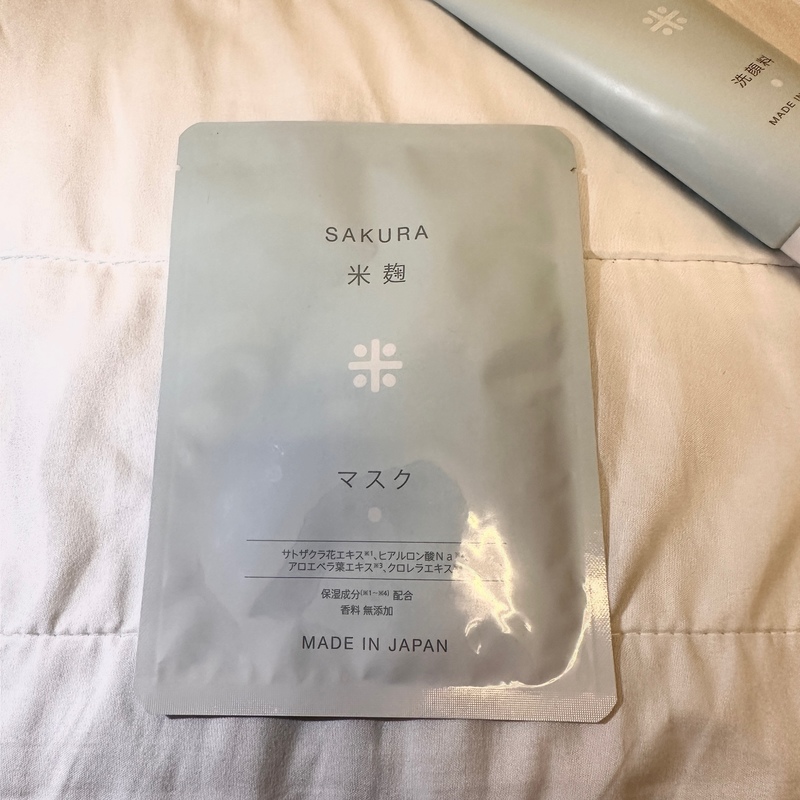 SAKURA
米麹
マスク
サトザクラ花エキス※1、ヒアルロン酸Na
アロエベラ葉エキス※3、クロレラエキス
保湿成分(※1~※4) 配合
香料 無添加
MADE IN JAPAN
洗顔料
MADE IN